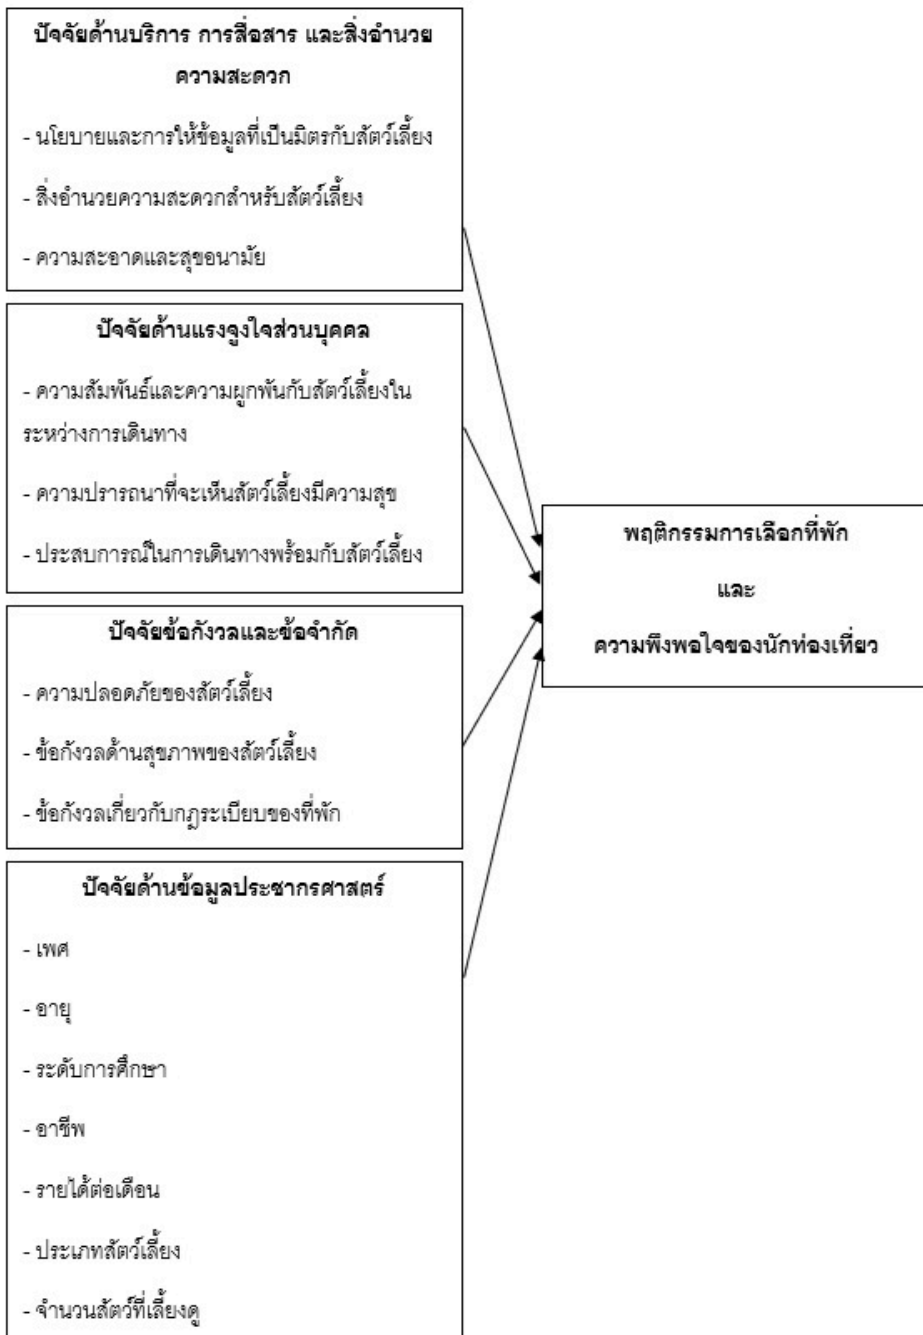 ปัจจัยด้านบริการ การสื่อสาร และสิ่งอำนวย
ความสะดวก
- นโยบายและการให้ข้อมูลที่เป็นมิตรกับสัตว์เลี้ยง
- สิ่งอำนวยความสะดวกสำหรับสัตว์เลี้ยง
- ความสะอาดและสุขอนามัย
ปัจจัยด้านแรงจูงใจส่วนบุคคล
- ความสัมพันธ์และความผูกพันกับสัตว์เลี้ยงใน
ระหว่างการเดินทาง
- ความปรารถนาที่จะเห็นสัตว์เลี้ยงมีความสุข
- ประสบการณ์ในการเดินทางพร้อมกับสัตว์เลี้ยง
ปัจจัยข้อกังวลและข้อจำกัด
- ความปลอดภัยของสัตว์เลี้ยง
- ข้อกังวลด้านสุขภาพของสัตว์เลี้ยง
- ข้อกังวลเกี่ยวกับกฎระเบียบของที่พัก
ปัจจัยด้านข้อมูลประชากรศาสตร์
- เพศ
- อายุ
- ระดับการศึกษา
- อาชีพ
- รายได้ต่อเดือน
- ประเภทสัตว์เลี้ยง
- จำนวนสัตว์ที่เลี้ยงดู
พฤติกรรมการเลือกที่พัก
และ
ความพึงพอใจของนักท่องเที่ยว